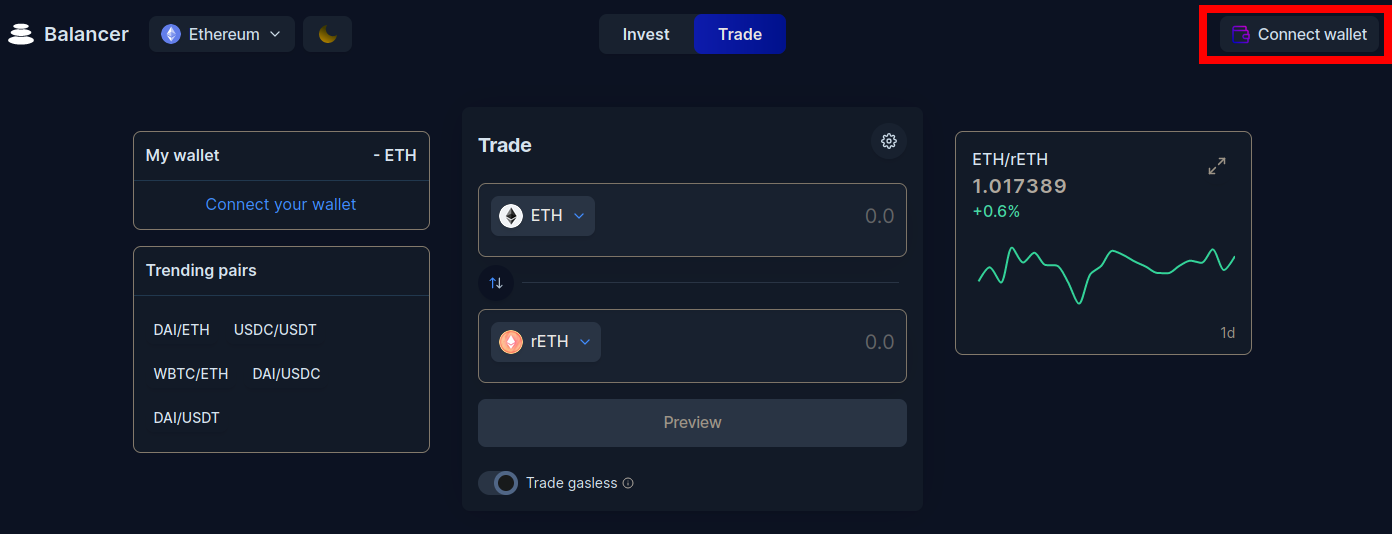 Balancer
Ethereum
Invest
Trade
Connect wallet
My wallet
- ETH
Connect your wallet
Trending pairs
DAI/ETH USDC/USDT
WBTC/ETH DAI/USDC
DAI/USDT
Trade
ETH
0.0
rETH
0.0
Preview
Trade gasless
ETH/rETH
1.017389
+0.6%
1d